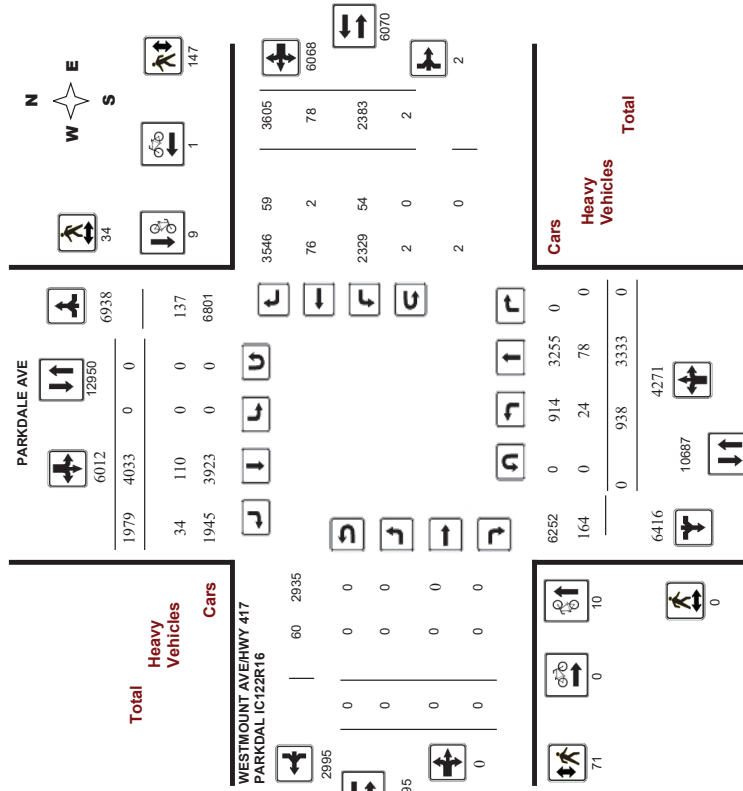 N
W E
S
147
1
34
9
PARKDALE AVE
6012
12950
6938
1979 4033 0 0
34 110 0 0 137
1945 3923 0 0 6801
Total
Heavy
Vehicles
Cars
6068
6070
2
3546 59 3605
76 2 78
2329 54 2383
2 0 2
2 0
WESTMOUNT AVE/HWY 417
PARKDAL IC122R16
2995
60 2935
0 0 0
0 0 0
0 0 0
0 0 0
95
0
Cars
Heavy
Vehicles
Total
6252 0 914 3255 0
164 0 24 78 0
0 938 3333 0
6416
10687
4271
71
0
10
0